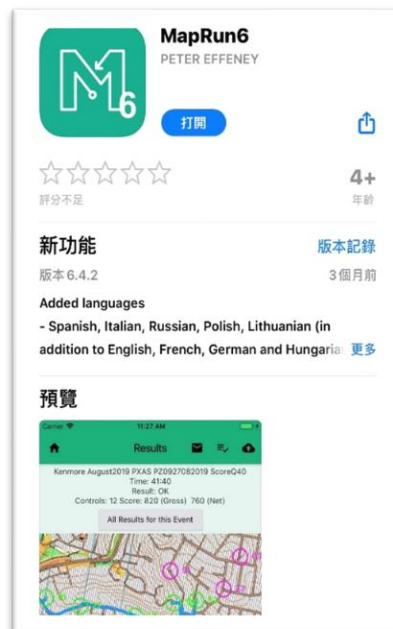 MapRun6
PETER EFFENEY
M6
打開
4+
評分不足
年齡
新功能
版本記錄
版本 6.4.2
3 個月前
Added languages
- Spanish, Italian, Russian, Polish, Lithuanian (in
addition to English, French, German and Hungaria
更多
預覽
Carrier
11:27 AM
Results
Kenmore August2019 PXAS PZ0927082019 ScoreQ40
Time: 41:40
Result: OK
Controls: 12 Score: 820 (Gross) 760 (Net)
All Results for this Event